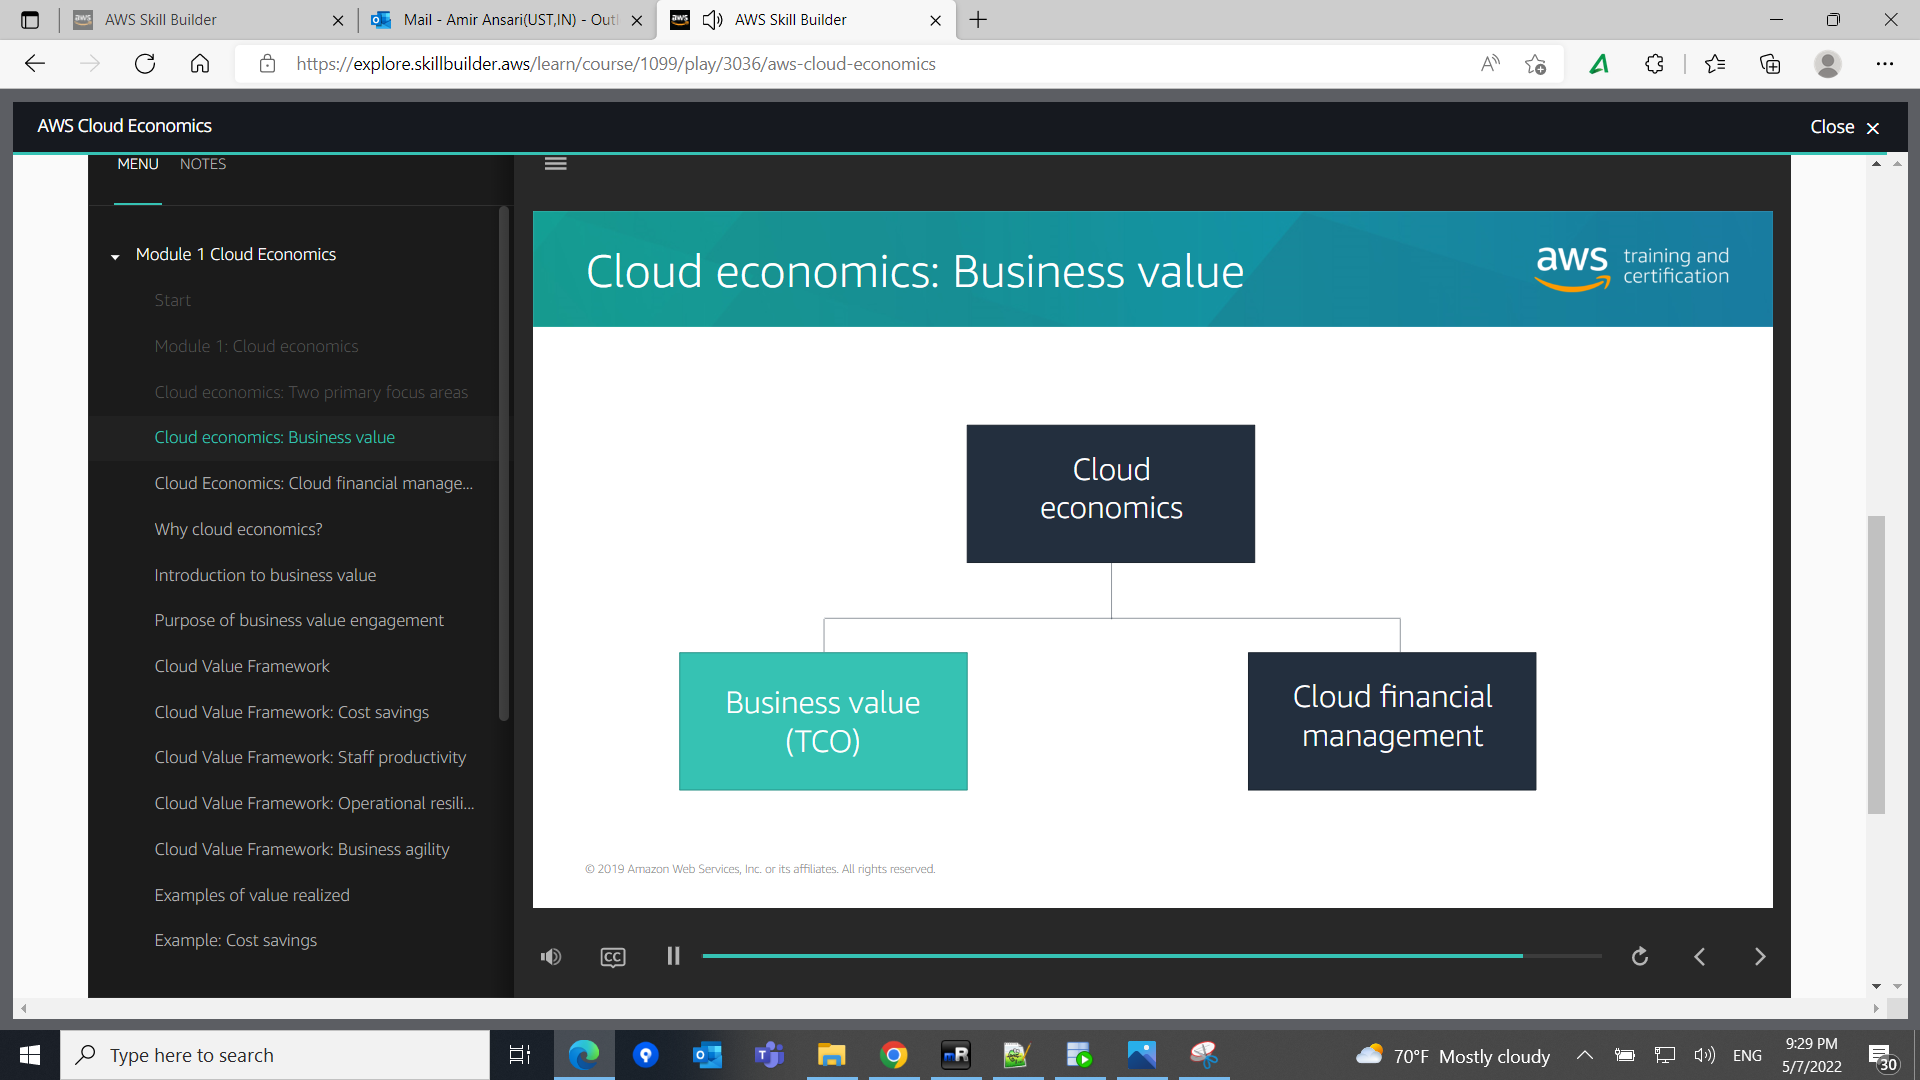 AWS Skill Builder
Mail - Amir Ansari(UST,IN) - Outl
AWS Skill Builder
https://explore.skillbuilder.aws/learn/course/1099/play/3036/aws-cloud-economics
AWS Cloud Economics
Close
MENU
NOTES
Module 1 Cloud Economics
Start
Module 1: Cloud economics
Cloud economics: Two primary focus areas
Cloud economics: Business value
Cloud Economics: Cloud financial manage...
Why cloud economics?
Introduction to business value
Purpose of business value engagement
Cloud Value Framework
Cloud Value Framework: Cost savings
Cloud Value Framework: Staff productivity
Cloud Value Framework: Operational resili...
Cloud Value Framework: Business agility
Examples of value realized
Example: Cost savings
Cloud economics: Business value
aws training and
certification
Cloud
economics
Business value
(TCO)
Cloud financial
management
© 2019 Amazon Web Services, Inc. or its affiliates. All rights reserved.
CC
Type here to search
70°F Mostly cloudy
ENG
9:29 PM
5/7/2022
30